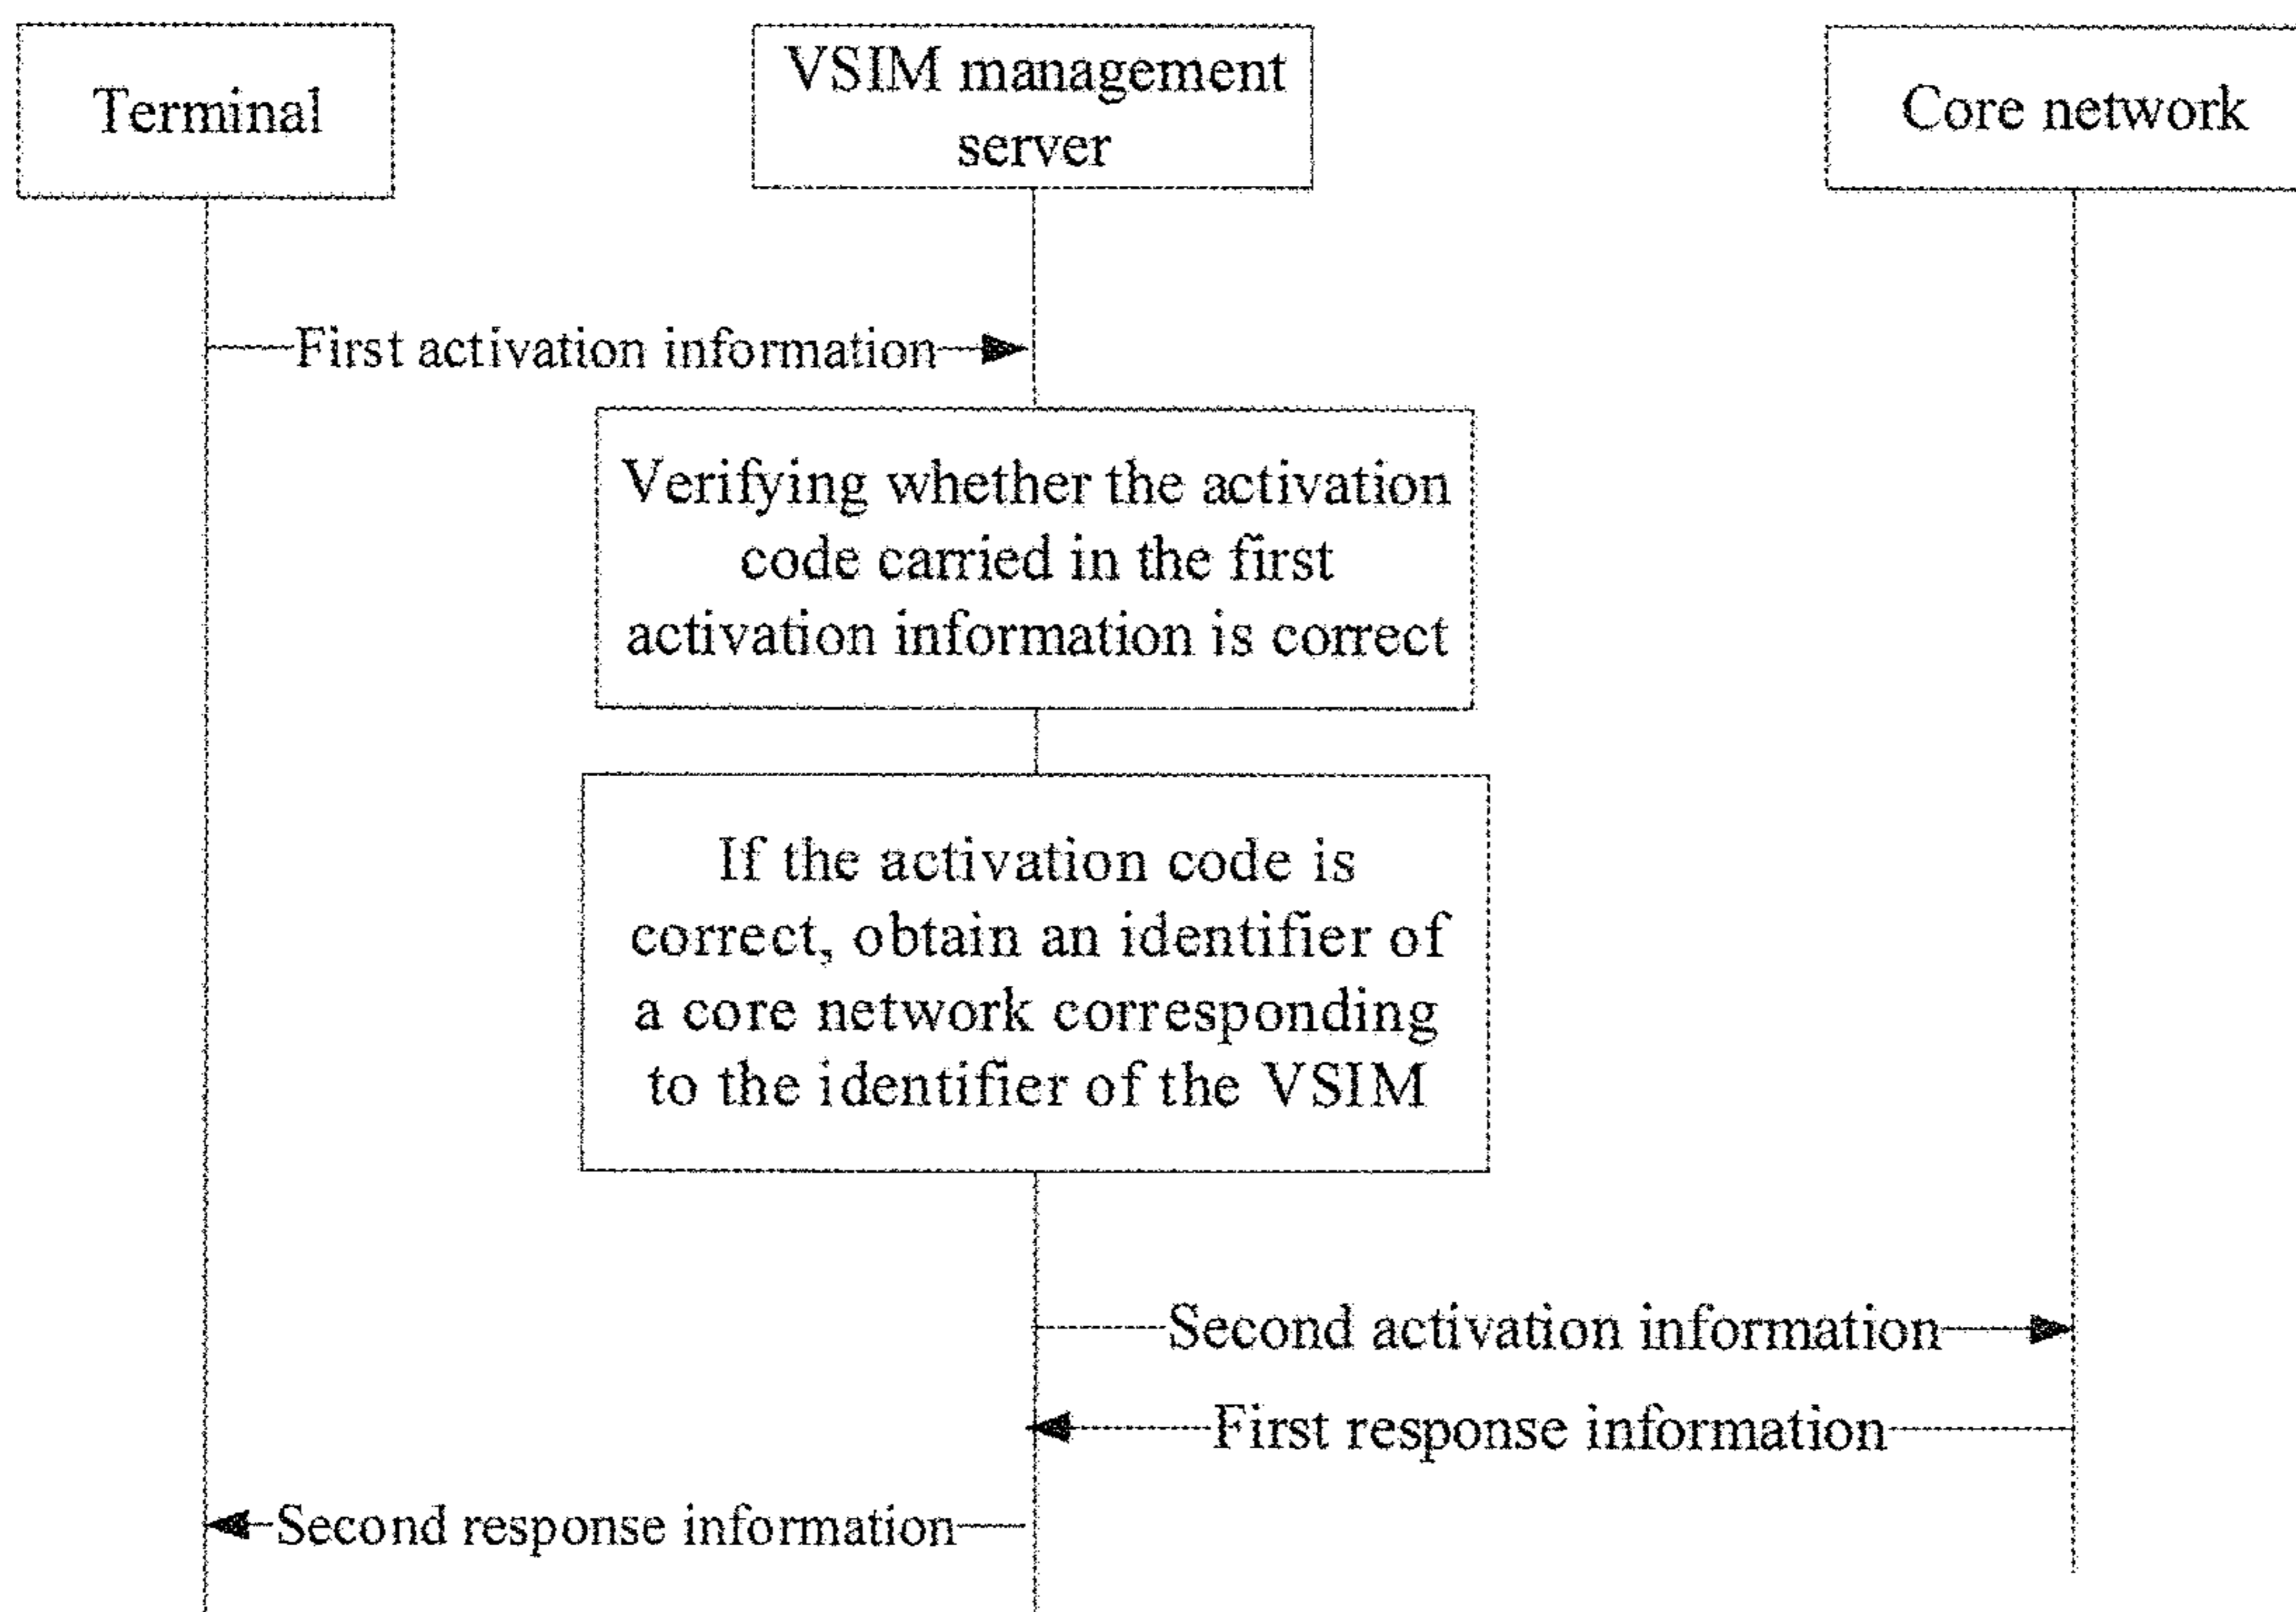 Terminal
VSIM management
server
Core network
First activation information
Verifying whether the activation
code carried in the first
activation information is correct
If the activation code is
correct, obtain an identifier of
a core network corresponding
to the identifier of the VSIM
Second activation information
First response information
Second response information